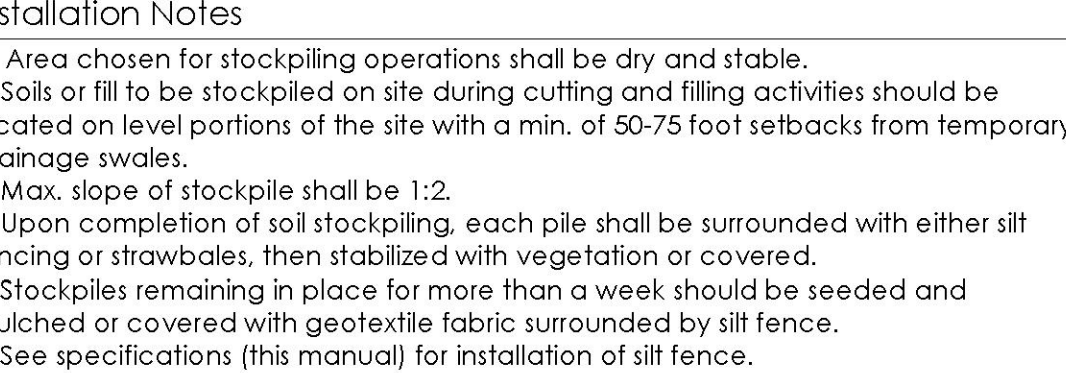 stallation Notes
Area chosen for stockpiling operations shall be dry and stable.
Soils or fill to be stockpiled on site during cutting and filling activities should be
cated on level portions of the site with a min. of 50-75 foot setbacks from temporary
ainage swales.
Max. slope of stockpile shall be 1:2.
Upon completion of soil stockpiling, each pile shall be surrounded with either silt
ncing or strawbales, then stabilized with vegetation or covered.
Stockpiles remaining in place for more than a week should be seeded and
ulched or covered with geotextile fabric surrounded by silt fence.
See specifications (this manual) for installation of silt fence.